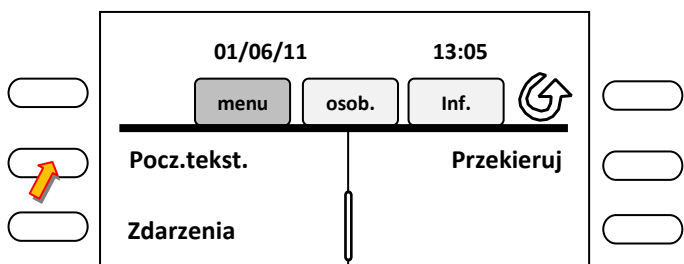 01/06/11 13:05
menu osob. Inf.
Pocz.tekst. Przekieruj
Zdarzenia